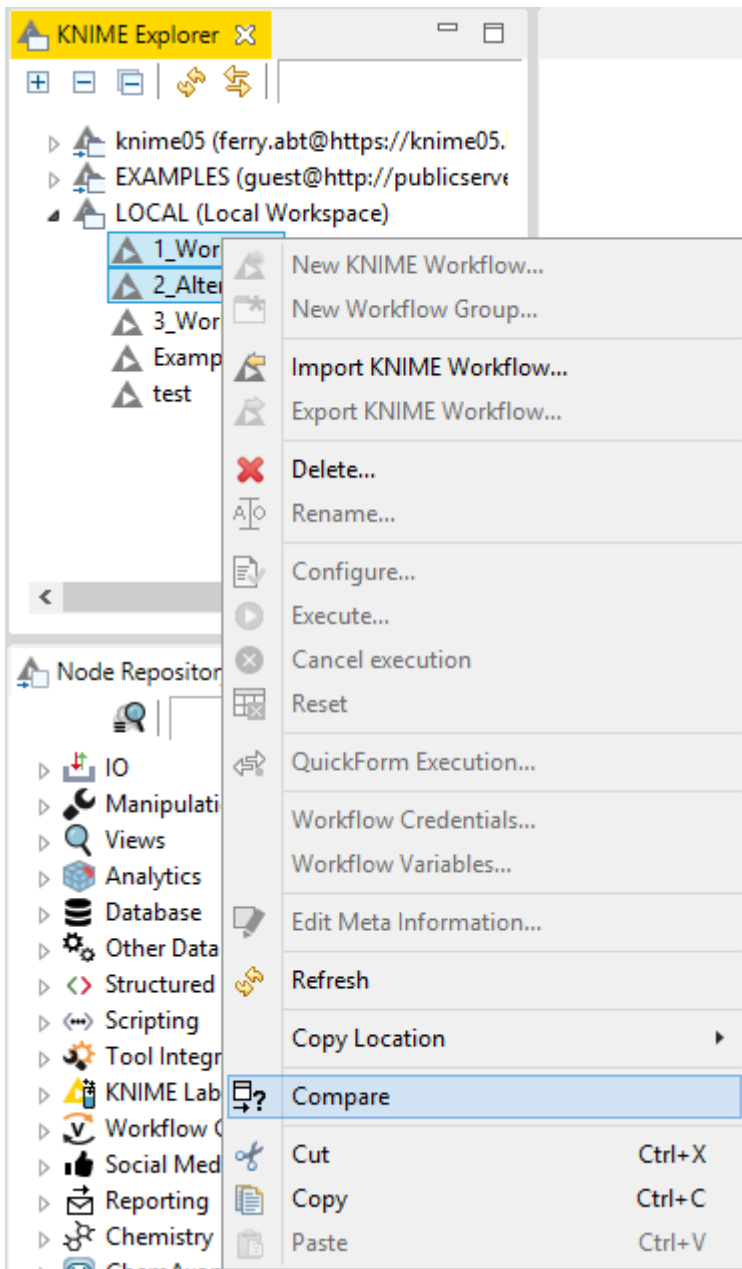 KNIME Explorer
knime05 (ferry.abt@https://knime05.
EXAMPLES (guest@http://publicserve
LOCAL (Local Workspace)
1_Wor
2_Alter
3_Wor
Examp
test
New KNIME Workflow...
New Workflow Group...
Import KNIME Workflow...
Export KNIME Workflow...
Delete...
Rename...
Configure...
Execute...
Cancel execution
Reset
QuickForm Execution...
Workflow Credentials...
Workflow Variables...
Edit Meta Information...
Refresh
Copy Location
Compare
Cut Ctrl+X
Copy Ctrl+C
Paste Ctrl+V
Node Repositor
IO
Manipulati
Views
Analytics
Database
Other Data
Structured
Scripting
Tool Integr
KNIME Lab
Workflow
Social Med
Reporting
Chemistry